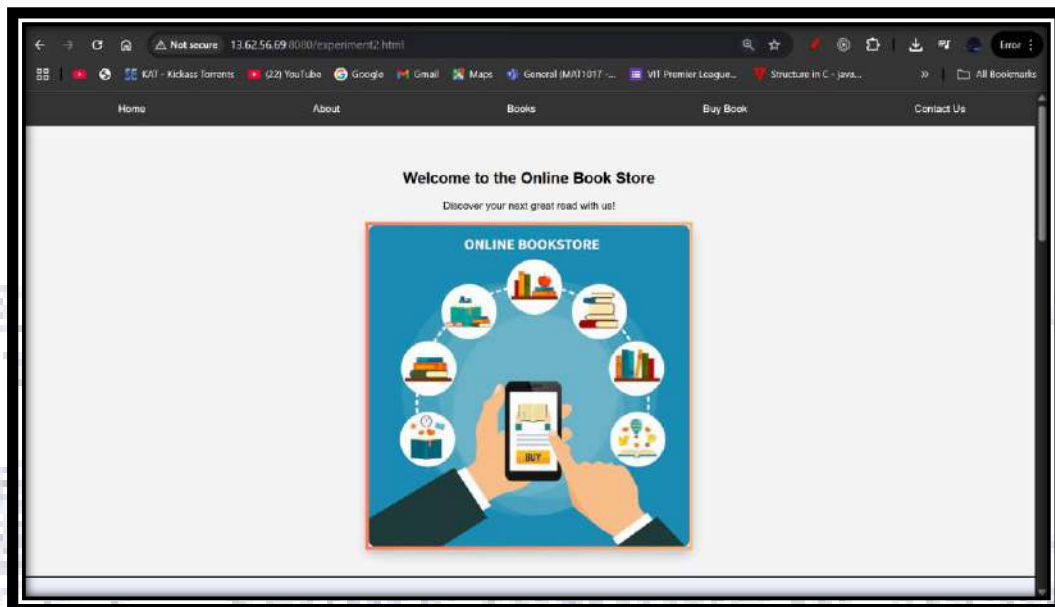 Not secure 13.62.56.69:8080/experiment2.html Error
KAT - Kickass Torrents (22) YouTube Google Gmail Maps General (MAT1017 -... VIT Premier League... Structure in C - java... » All Bookmarks
Home About Books Buy Book Contact Us
Welcome to the Online Book Store
Discover your next great read with us!
ONLINE BOOKSTORE
BUY